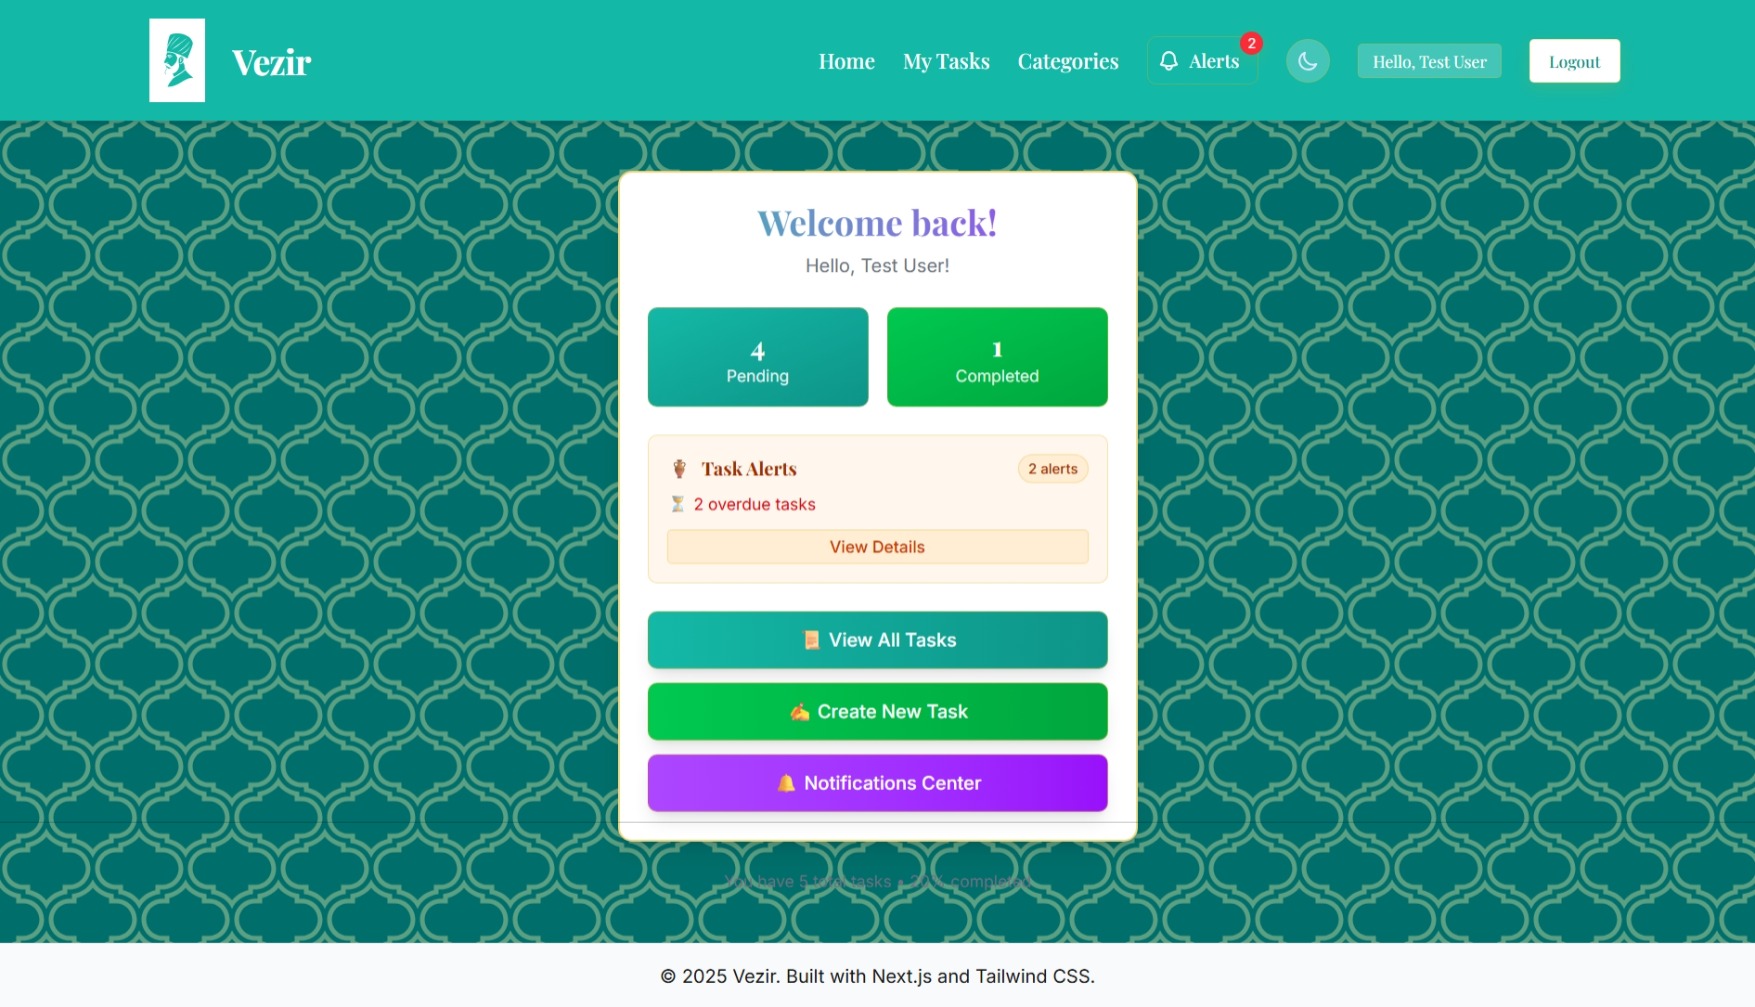 Vezir
Home
My Tasks
Categories
Alerts
2
Hello, Test User
Logout
Welcome back!
Hello, Test User!
4
Pending
1
Completed
Task Alerts
2 alerts
2 overdue tasks
View Details
View All Tasks
Create New Task
Notifications Center
You have 5 total tasks • 20% completed
© 2025 Vezir. Built with Next.js and Tailwind CSS.